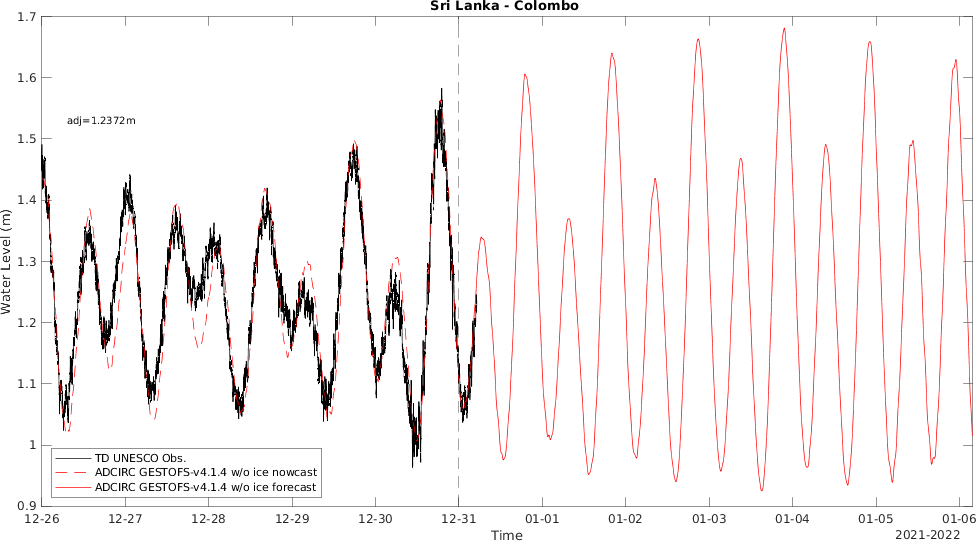 Sri Lanka - Colombo
1.7
1.6
1.5
1.4
1.3
1.2
1.1
1
0.9
Water Level (m)
adj=1.2372m
TD UNESCO Obs.
ADCIRC GESTOFS-v4.1.4 w/o ice nowcast
ADCIRC GESTOFS-v4.1.4 w/o ice forecast
12-26 12-27 12-28 12-29 12-30 12-31 01-01 01-02 01-03 01-04 01-05 01-06
Time
2021-2022